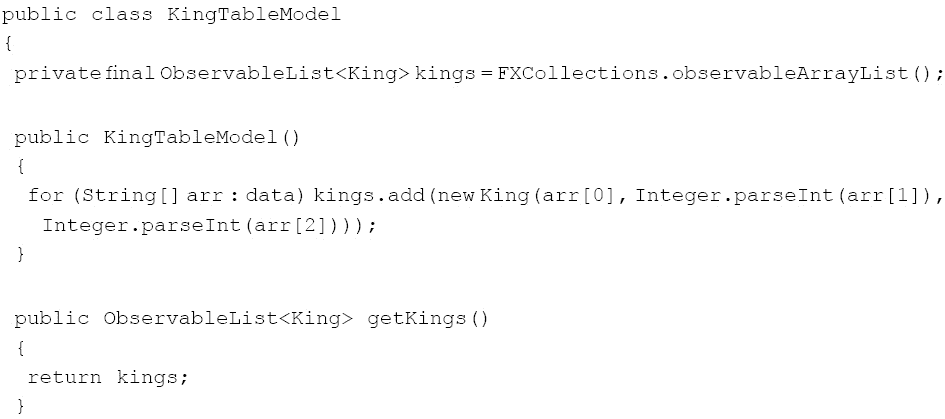 public class KingTableModel
{
private final ObservableList<King> kings = FXCollections.observableArrayList();
public KingTableModel()
{
for (String[] arr : data) kings.add(new King(arr[0], Integer.parseInt(arr[1]),
Integer.parseInt(arr[2])));
}
public ObservableList<King> getKings()
{
return kings;
}